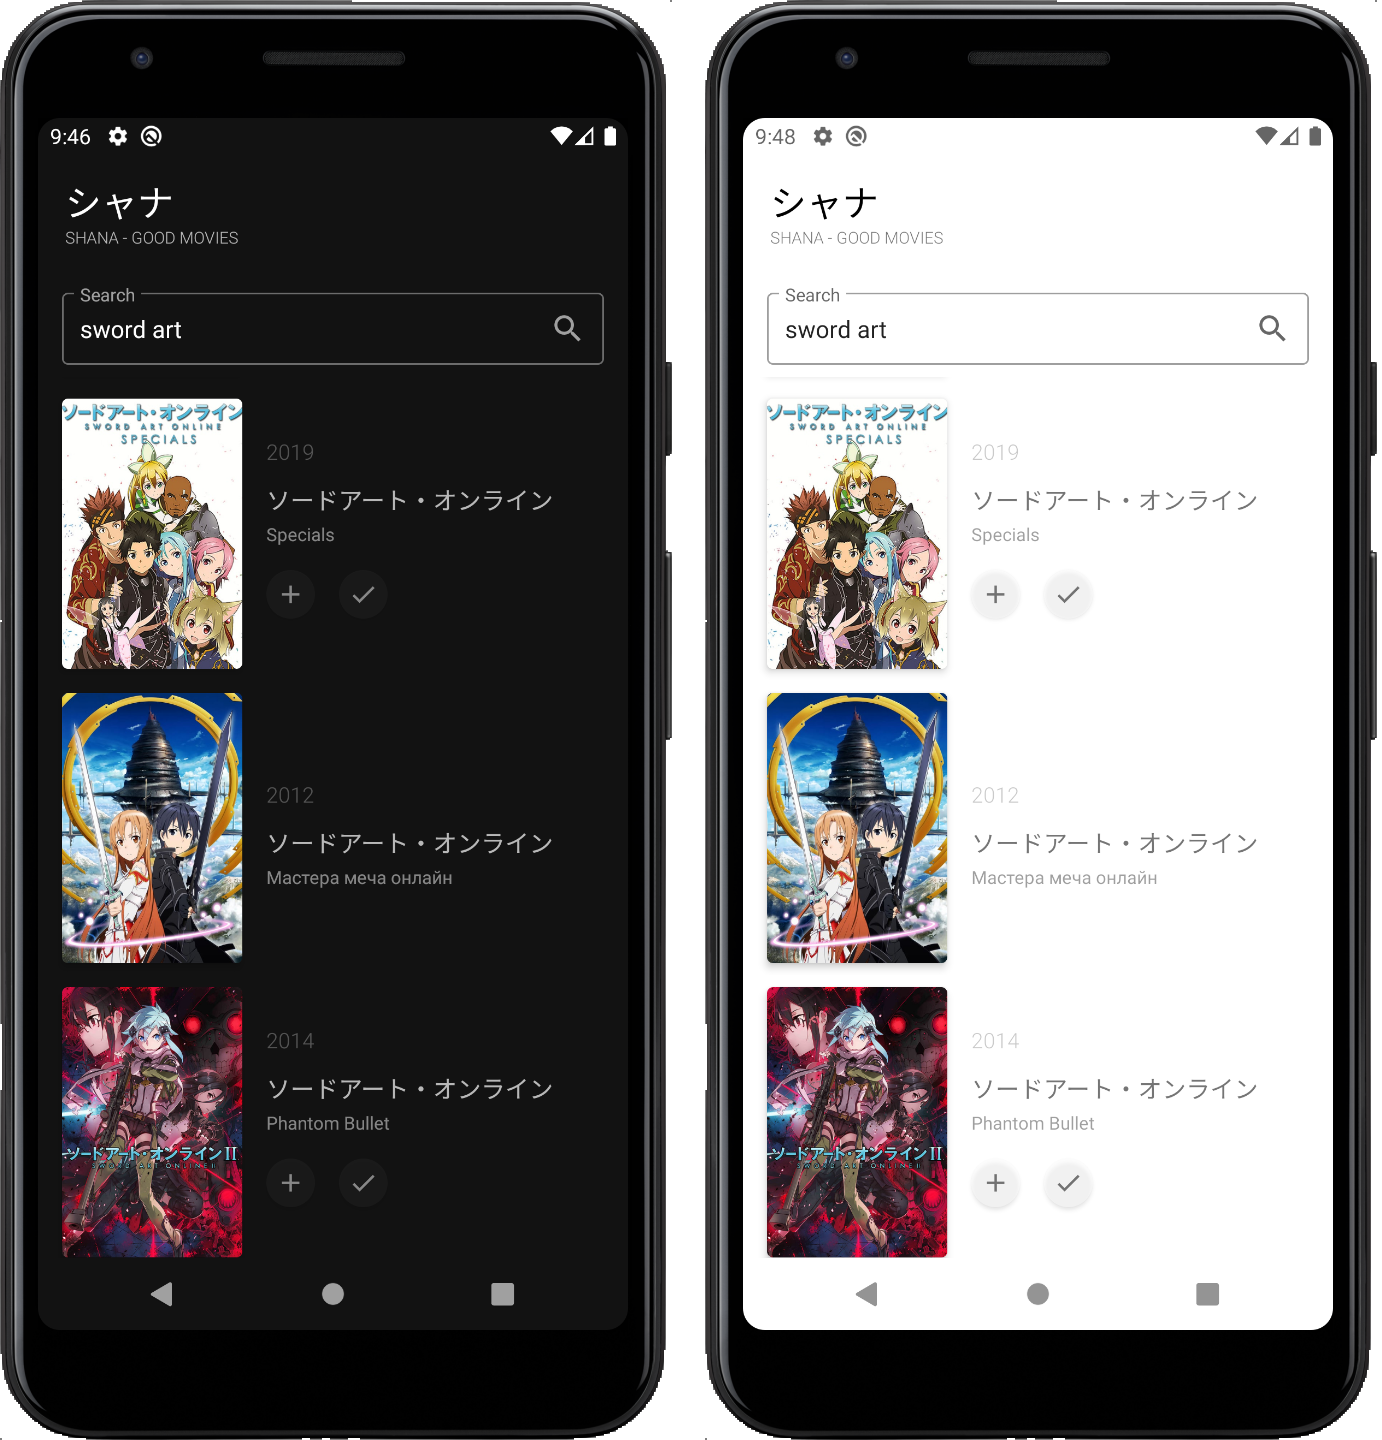 9:46
シャナ
SHANA - GOOD MOVIES
Search
sword art
ソードアート・オンライン
SWORD ART ONLINE
SPECIALS
2019
ソードアート・オンライン
Specials
2012
ソードアート・オンライン
Мастера меча онлайн
2014
ソードアート・オンライン
Phantom Bullet
ソードアート・オンラインII
SWORD ART ONLINE II
9:48
シャナ
SHANA - GOOD MOVIES
Search
sword art
ソードアート・オンライン
SWORD ART ONLINE
SPECIALS
2019
ソードアート・オンライン
Specials
2012
ソードアート・オンライン
Мастера меча онлайн
2014
ソードアート・オンライン
Phantom Bullet
ソードアート・オンラインII
SWORD ART ONLINE II